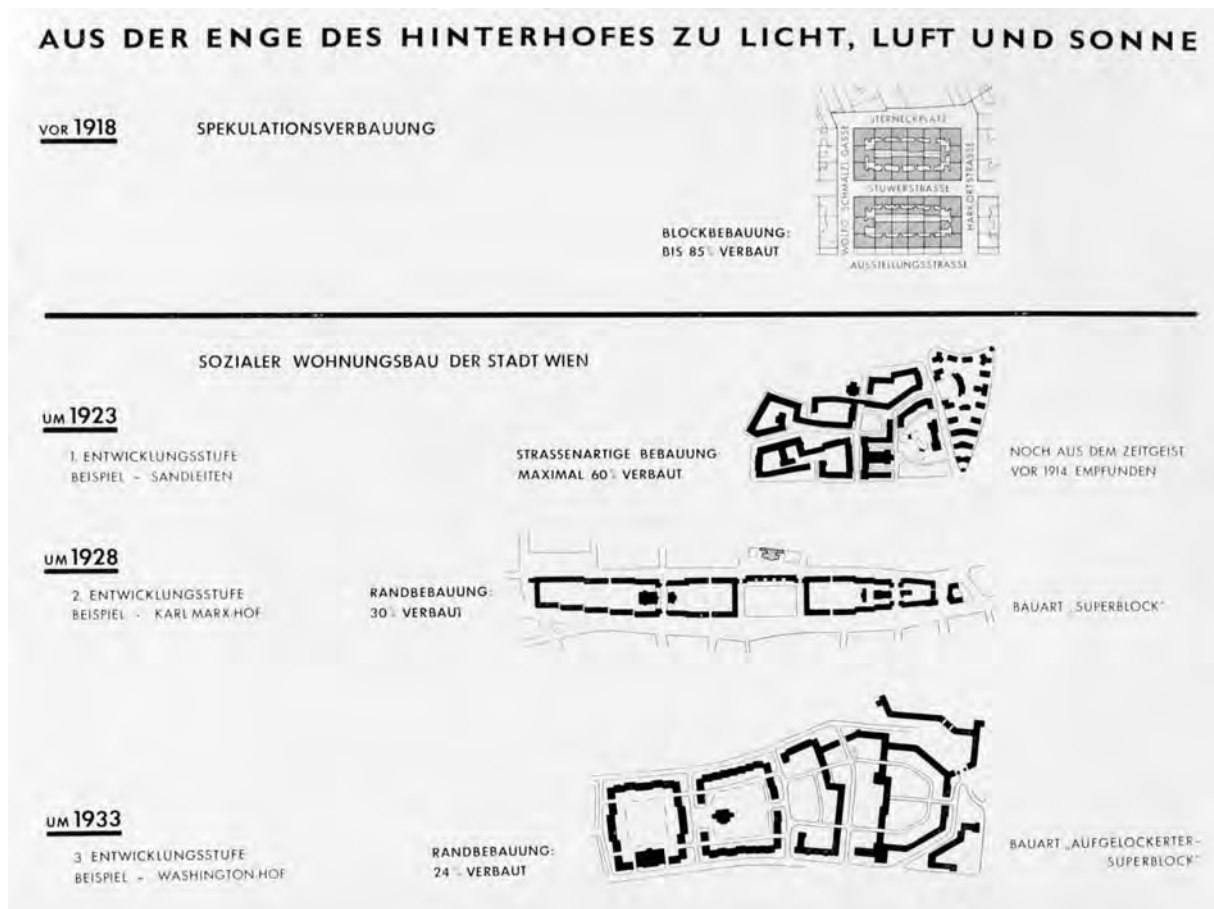 AUS DER ENGE DES HINTERHOFES ZU LICHT, LUFT UND SONNE
VOR 1918
SPEKULATIONSVERBAUUNG
BLOCKBEBAUUNG:
BIS 85% VERBAUT
STERNECKPLATZ
WOLFG. SCHMALZL GASSE
STUWERSTRASSE
MARKORTSTRASSE
AUSSTELLUNGSSTRASSE
SOZIALER WOHNUNGSBAU DER STADT WIEN
UM 1923
1. ENTWICKLUNGSSTUFE
BEISPIEL - SANDLEITEN
STRASSENARTIGE BEBAUUNG:
MAXIMAL 60% VERBAUT
NOCH AUS DEM ZEITGEIST
VOR 1914 EMPFUNDEN
UM 1928
2. ENTWICKLUNGSSTUFE
BEISPIEL - KARL MARX-HOF
RANDBEBAUUNG:
30% VERBAUT
BAUART „SUPERBLOCK"
UM 1933
3 ENTWICKLUNGSSTUFE
BEISPIEL - WASHINGTON-HOF
RANDBEBAUUNG:
24% VERBAUT
BAUART „AUFGELOCKERTER-
SUPERBLOCK"